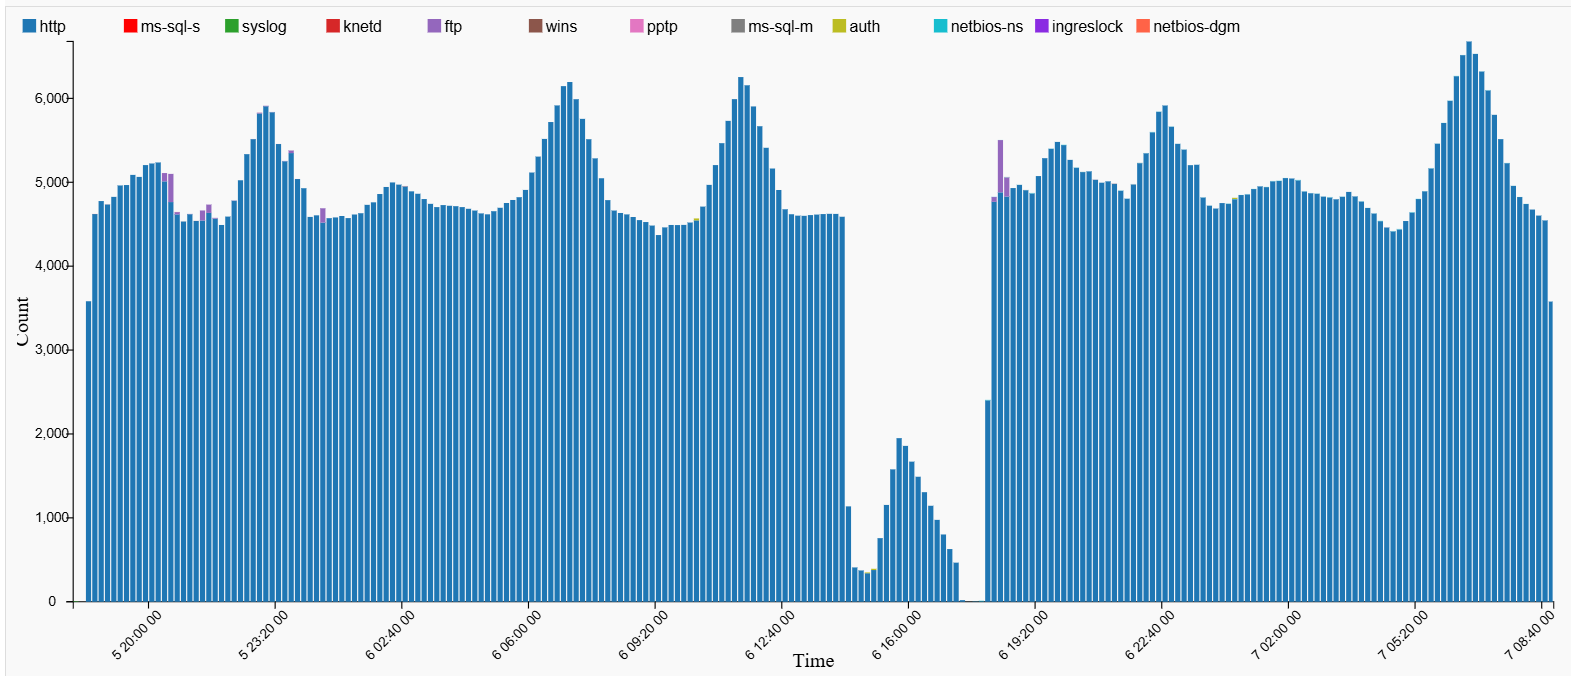 http ms-sql-s syslog knetd ftp wins pptp ms-sql-m auth netbios-ns ingreslock netbios-dgm
6,000
5,000
4,000
3,000
2,000
1,000
0
Count
5 20:00 00 5 23:20 00 6 02:40 00 6 06:00 00 6 09:20 00 6 12:40 00 6 16:00 00 6 19:20 00 6 22:40 00 7 02:00 00 7 05:20 00 7 08:40 00
Time